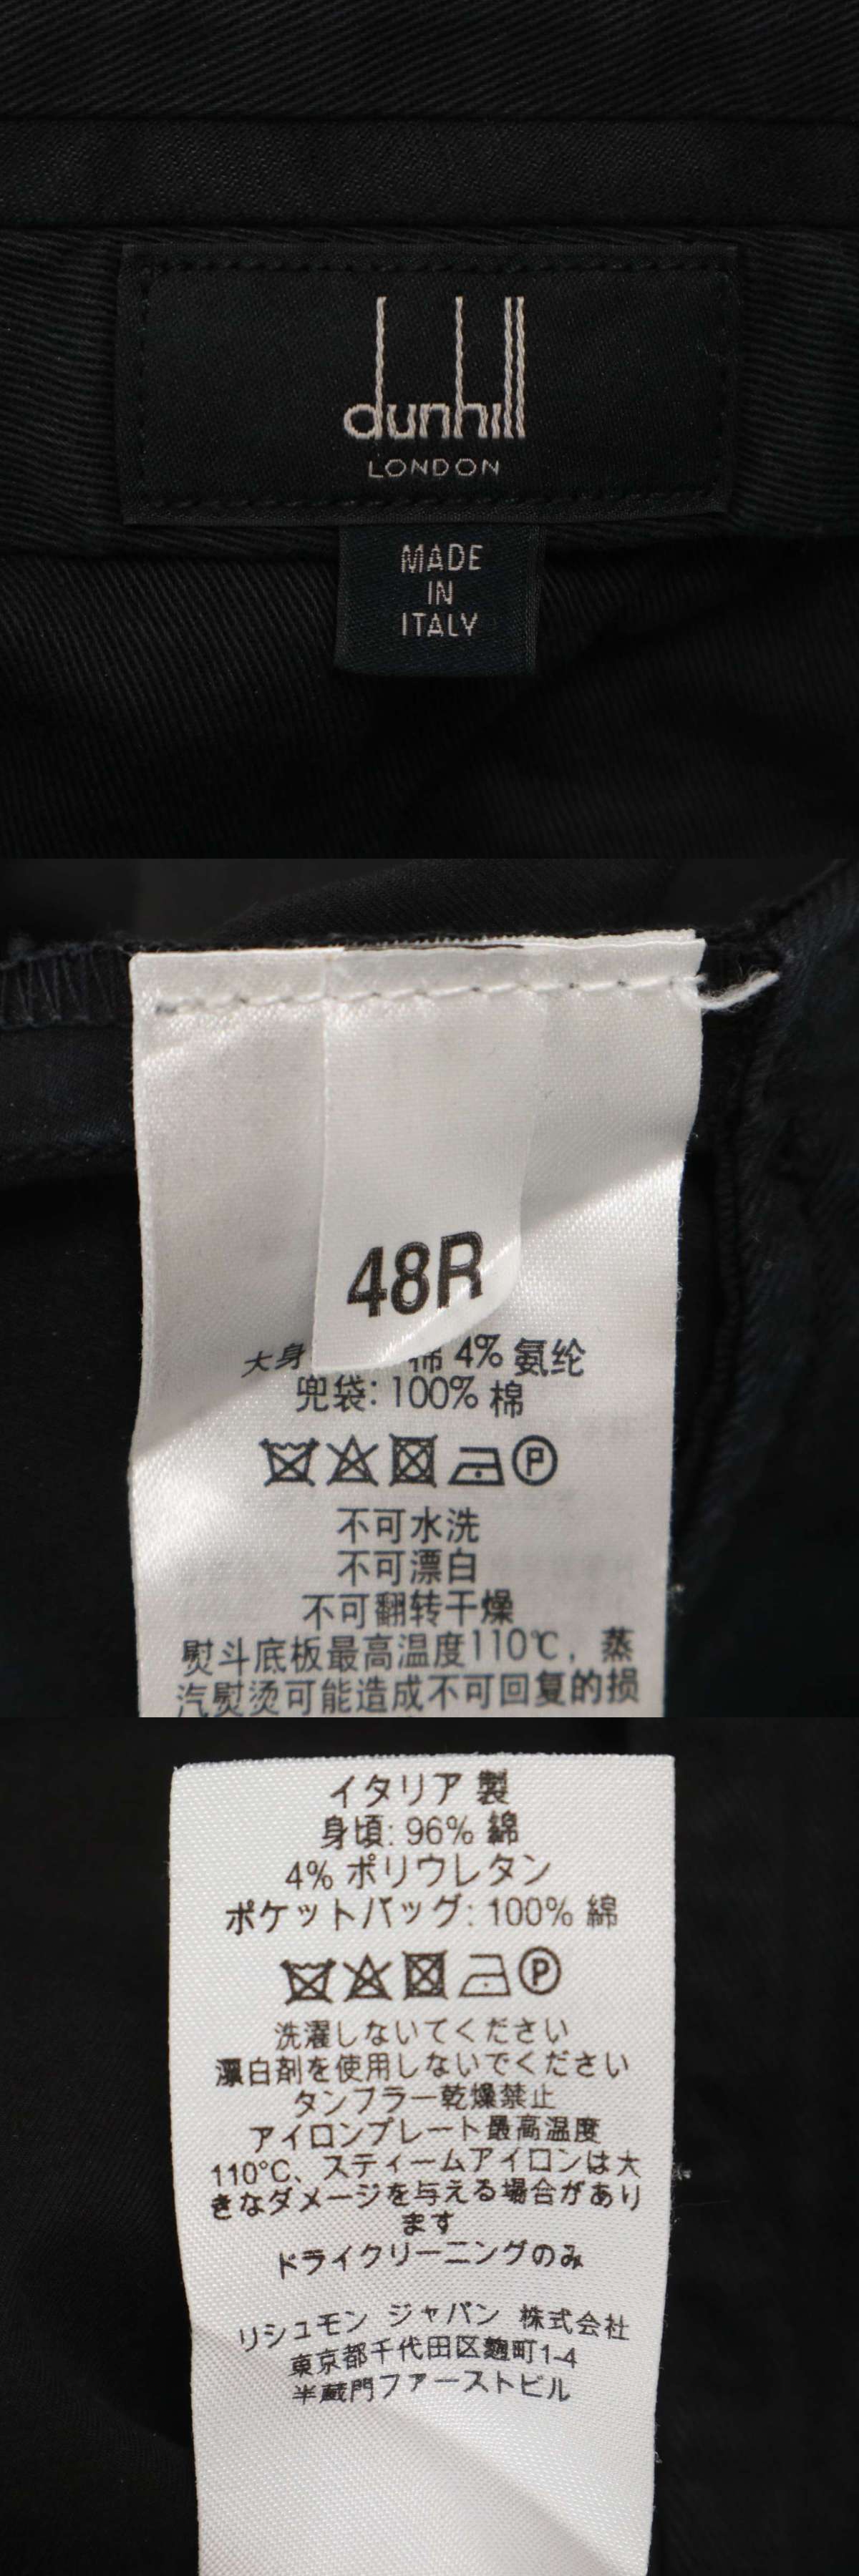 dunhill
LONDON
MADE
IN
ITALY
48R
大身 棉 4% 氨纶
兜袋: 100% 棉
P
不可水洗
不可漂白
不可翻转干燥
熨斗底板最高温度110℃, 蒸
汽熨烫可能造成不可回复的损
イタリア 製
身頃: 96% 綿
4% ポリウレタン
ポケットバッグ: 100% 綿
P
洗濯しないてください
漂白剤を使用しないでください
タンフラー乾燥禁止
アイロンプレート最高温度
110°C、スティームアイロンは大
きなダメージを与える場合があり
ます
ドライクリーニングのみ
リシュモン ジャパン 株式会社
東京都千代田区麹町1-4
半蔵門ファーストビル